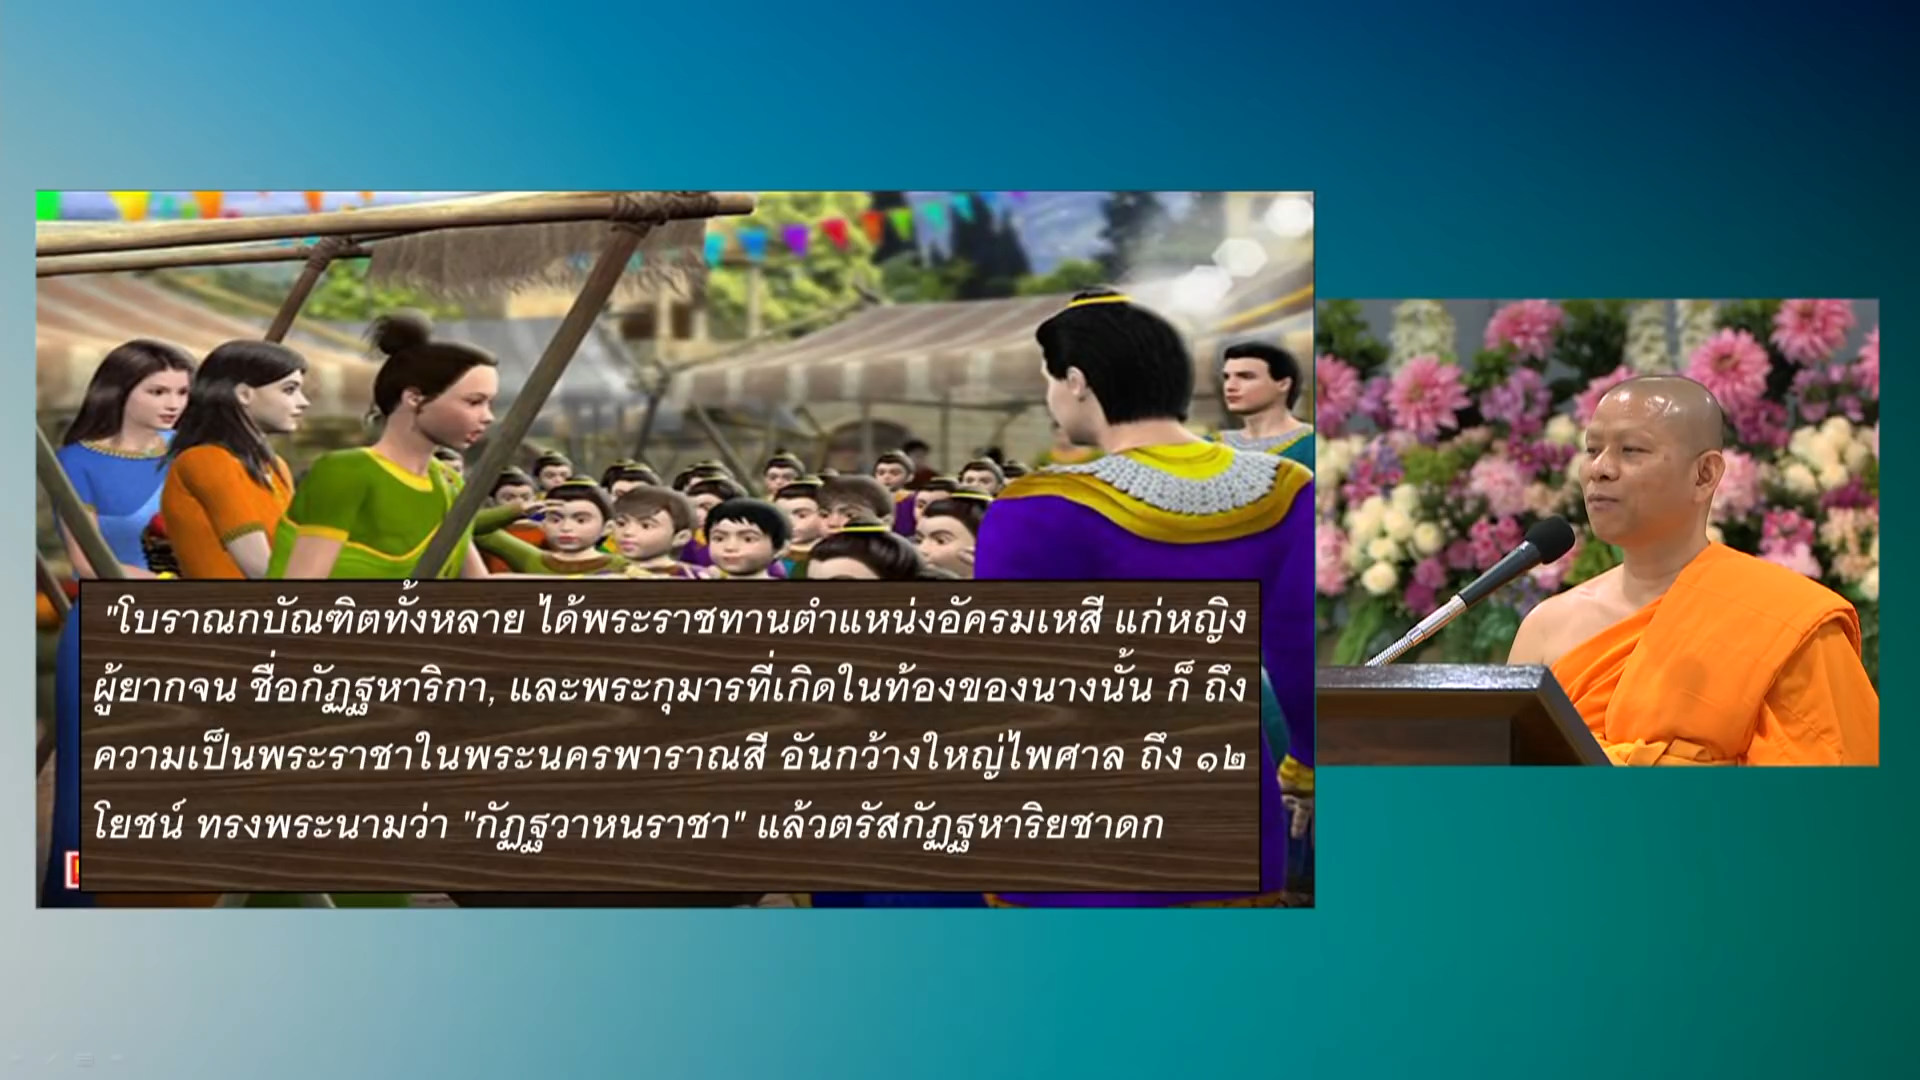 "โบราณกบัณฑิตทั้งหลาย ได้พระราชทานตำแหน่งอัครมเหสี แก่หญิง
ผู้ยากจน ชื่อกัฏฐหาริกา, และพระกุมารที่เกิดในท้องของนางนั้น ก็ ถึง
ความเป็นพระราชาในพระนครพาราณสี อันกว้างใหญ่ไพศาล ถึง ๑๒
โยชน์ ทรงพระนามว่า "กัฏฐวาหนราชา" แล้วตรัสกัฏฐหาริยชาดก